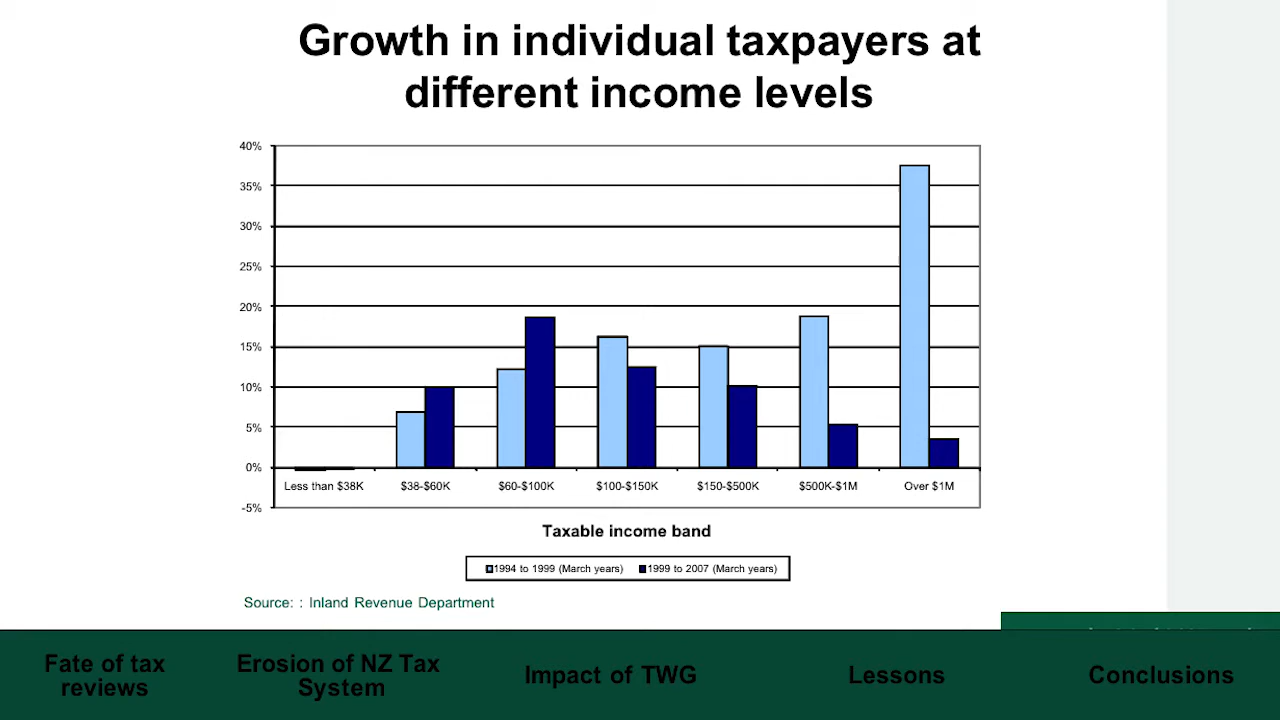 Growth in individual taxpayers at
different income levels
40%
35%
30%
25%
20%
15%
10%
5%
0%
-5%
Less than $38K
$38-$60K
$60-$100K
$100-$150K
$150-$500K
$500K-$1M
Over $1M
Taxable income band
1994 to 1999 (March years)
1999 to 2007 (March years)
Source: : Inland Revenue Department
Fate of tax
reviews
Erosion of NZ Tax
System
Impact of TWG
Lessons
Conclusions